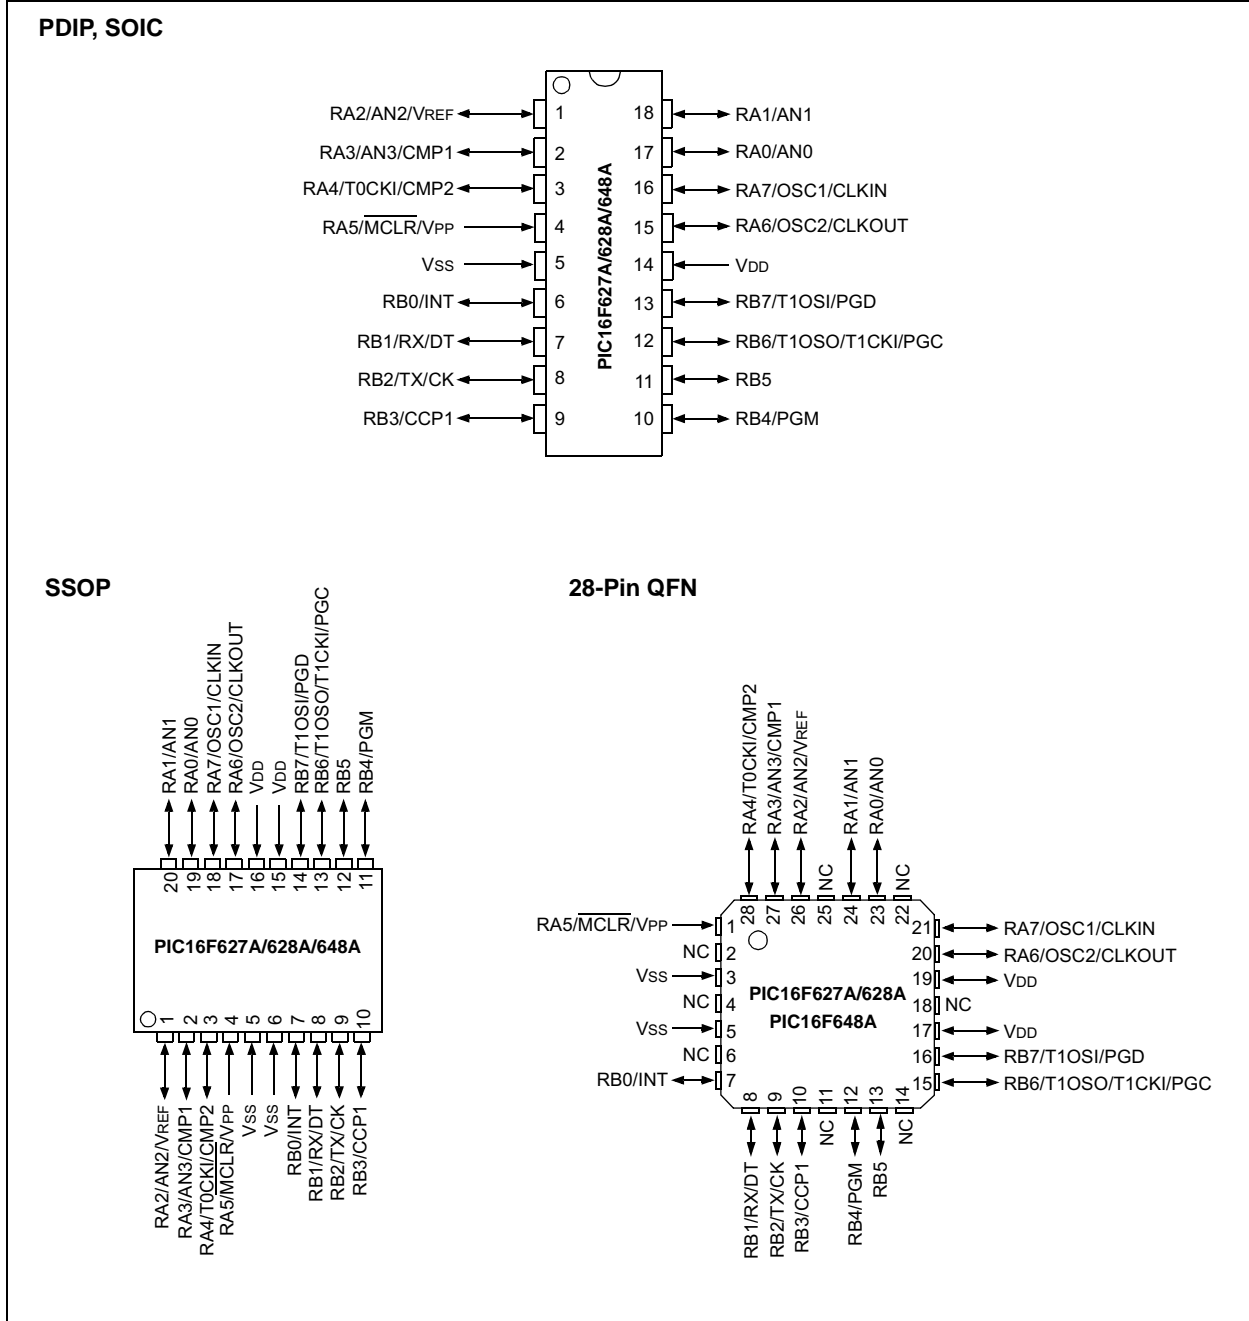 PDIP, SOIC
RA2/AN2/VREF 1 18 RA1/AN1
RA3/AN3/CMP1 2 17 RA0/AN0
RA4/T0CKI/CMP2 3 16 RA7/OSC1/CLKIN
RA5/MCLR/VPP 4 15 RA6/OSC2/CLKOUT
VSS 5 14 VDD
RB0/INT 6 13 RB7/T1OSI/PGD
RB1/RX/DT 7 12 RB6/T1OSO/T1CKI/PGC
RB2/TX/CK 8 11 RB5
RB3/CCP1 9 10 RB4/PGM
PIC16F627A/628A/648A
SSOP
RA1/AN1
RA0/AN0
RA7/OSC1/CLKIN
RA6/OSC2/CLKOUT
VDD
VDD
RB7/T1OSI/PGD
RB6/T1OSO/T1CKI/PGC
RB5
RB4/PGM
20 19 18 17 16 15 14 13 12 11
PIC16F627A/628A/648A
1 2 3 4 5 6 7 8 9 10
RA2/AN2/VREF
RA3/AN3/CMP1
RA4/T0CKI/CMP2
RA5/MCLR/VPP
VSS
VSS
RB0/INT
RB1/RX/DT
RB2/TX/CK
RB3/CCP1
28-Pin QFN
RA4/T0CKI/CMP2
RA3/AN3/CMP1
RA2/AN2/VREF
NC
RA1/AN1
RA0/AN0
NC
28 27 26 25 24 23 22
RA5/MCLR/VPP 1 21 RA7/OSC1/CLKIN
NC 2 20 RA6/OSC2/CLKOUT
VSS 3 19 VDD
NC 4 18 NC
VSS 5 17 VDD
NC 6 16 RB7/T1OSI/PGD
RB0/INT 7 15 RB6/T1OSO/T1CKI/PGC
PIC16F627A/628A
PIC16F648A
8 9 10 11 12 13 14
RB1/RX/DT
RB2/TX/CK
RB3/CCP1
NC
RB4/PGM
RB5
NC